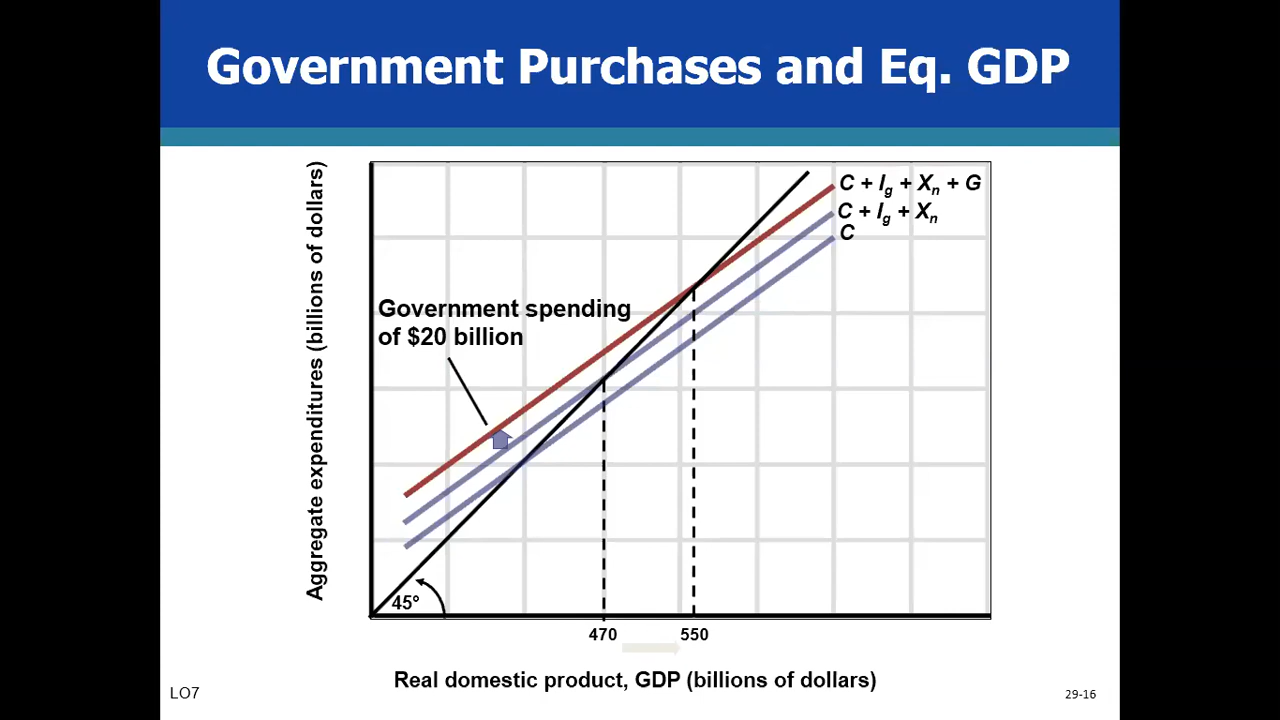 Government Purchases and Eq. GDP
Aggregate expenditures (billions of dollars)
C + Ig + Xn + G
C + Ig + Xn
C
Government spending
of $20 billion
45°
470
550
Real domestic product, GDP (billions of dollars)
LO7
29-16